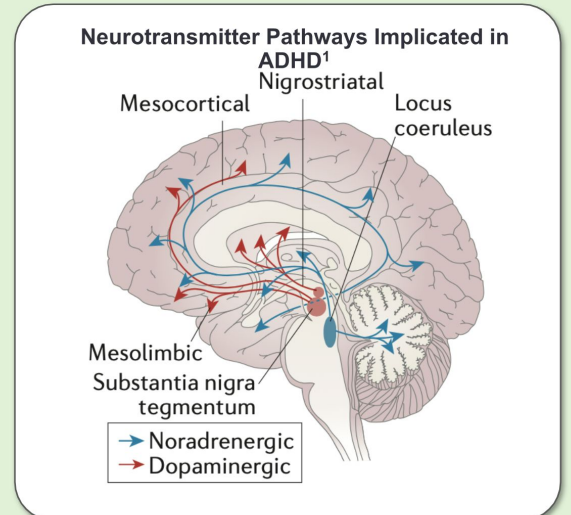 Neurotransmitter Pathways Implicated in
ADHD¹
Nigrostriatal
Mesocortical
Locus
coeruleus
Mesolimbic
Substantia nigra
tegmentum
Noradrenergic
Dopaminergic